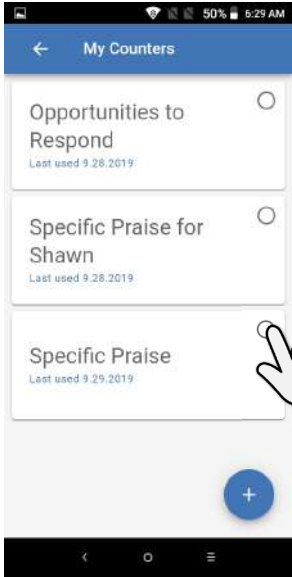 50% 6:29 AM
My Counters
Opportunities to
Respond
Last used 9.28.2019
Specific Praise for
Shawn
Last used 9.28.2019
Specific Praise
Last used 9.29.2019
+